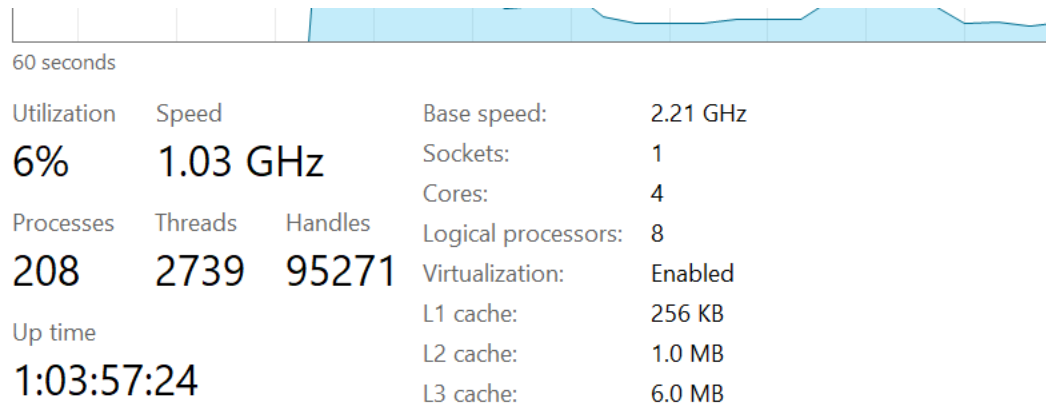 60 seconds
Utilization Speed
6% 1.03 GHz
Processes Threads Handles
208 2739 95271
Up time
1:03:57:24
Base speed: 2.21 GHz
Sockets: 1
Cores: 4
Logical processors: 8
Virtualization: Enabled
L1 cache: 256 KB
L2 cache: 1.0 MB
L3 cache: 6.0 MB